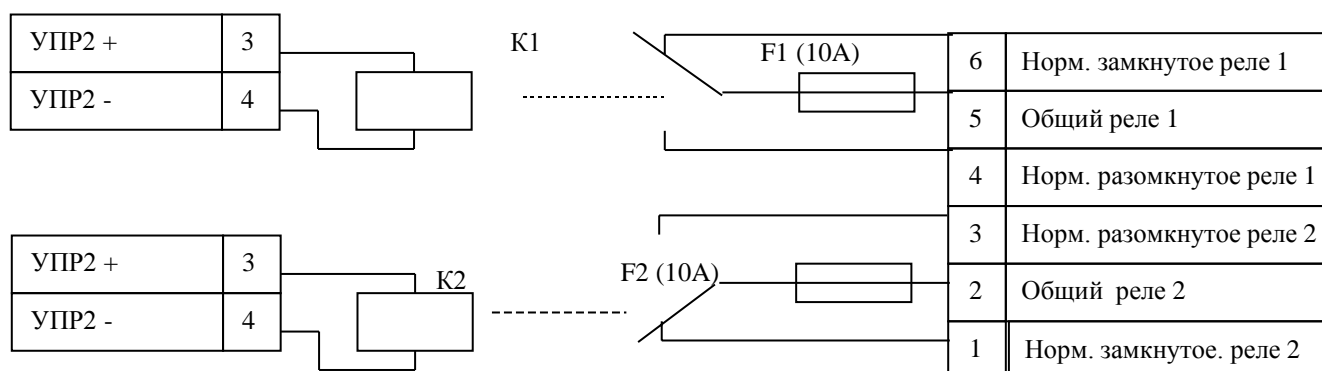 УПР2 + 3
УПР2 - 4
К1
F1 (10А)
6 Норм. замкнутое реле 1
5 Общий реле 1
4 Норм. разомкнутое реле 1
3 Норм. разомкнутое реле 2
2 Общий реле 2
1 Норм. замкнутое. реле 2
УПР2 + 3
УПР2 - 4
К2
F2 (10А)